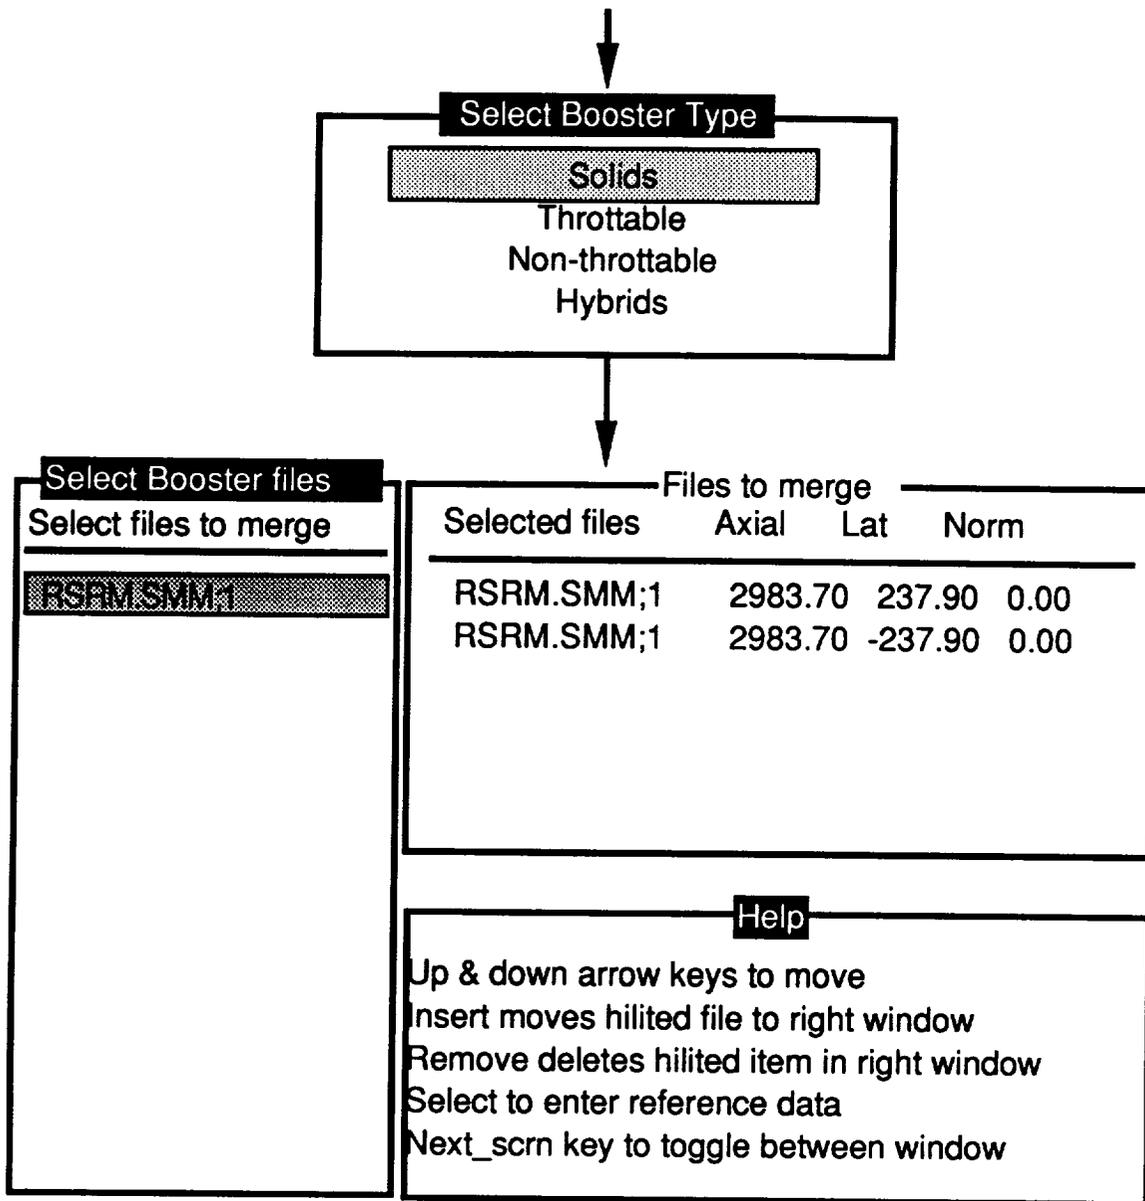 Select Booster Type
Solids
Throttable
Non-throttable
Hybrids
Select Booster files
Select files to merge
RSRM.SMM;1
Files to merge
Selected files Axial Lat Norm
RSRM.SMM;1 2983.70 237.90 0.00
RSRM.SMM;1 2983.70 -237.90 0.00
Help
Up & down arrow keys to move
Insert moves hilited file to right window
Remove deletes hilited item in right window
Select to enter reference data
Next_scrn key to toggle between window